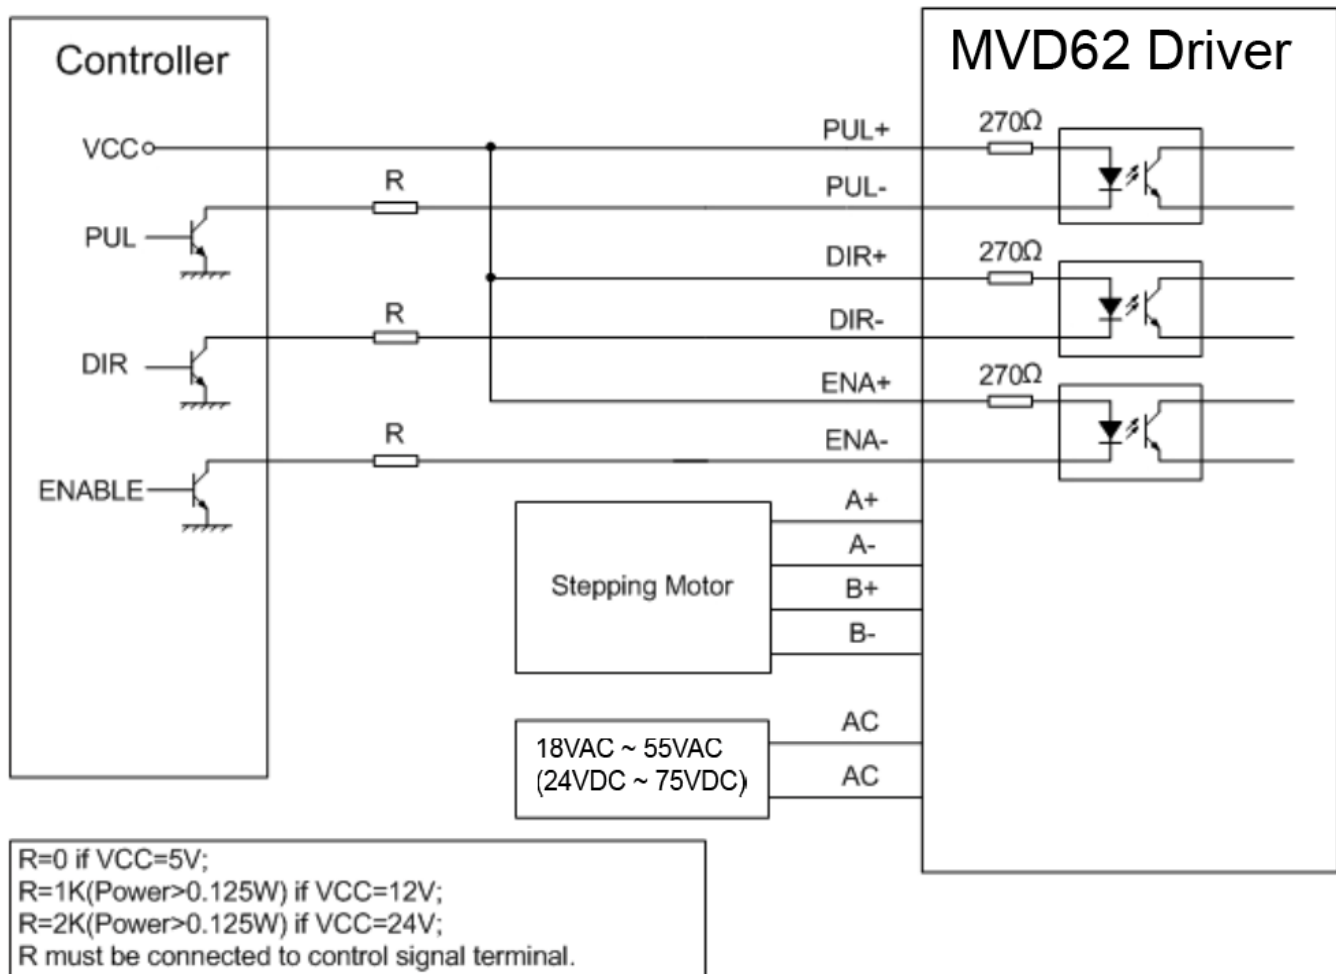 Controller
MVD62 Driver
VCC
PUL+
270Ω
R
PUL-
PUL
DIR+
270Ω
R
DIR-
DIR
ENA+
270Ω
R
ENA-
ENABLE
A+
A-
Stepping Motor
B+
B-
18VAC ~ 55VAC
(24VDC ~ 75VDC)
AC
AC
R=0 if VCC=5V;
R=1K(Power>0.125W) if VCC=12V;
R=2K(Power>0.125W) if VCC=24V;
R must be connected to control signal terminal.